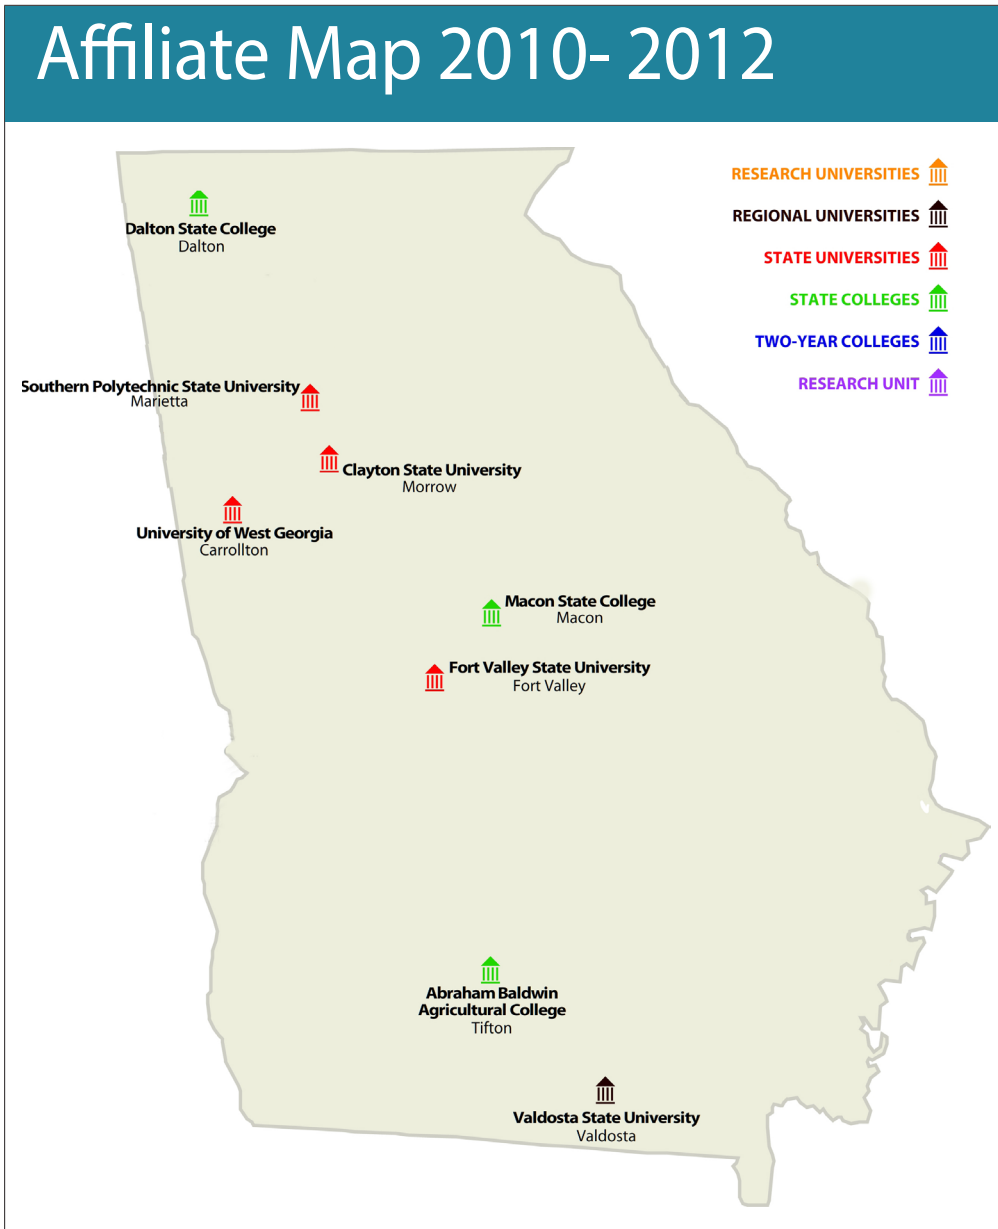 Affiliate Map 2010- 2012
RESEARCH UNIVERSITIES
REGIONAL UNIVERSITIES
STATE UNIVERSITIES
STATE COLLEGES
TWO-YEAR COLLEGES
RESEARCH UNIT
Dalton State College
Dalton
Southern Polytechnic State University
Marietta
Clayton State University
Morrow
University of West Georgia
Carrollton
Macon State College
Macon
Fort Valley State University
Fort Valley
Abraham Baldwin
Agricultural College
Tifton
Valdosta State University
Valdosta